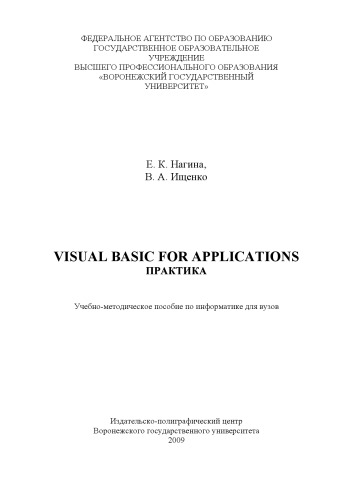 ФЕДЕРАЛЬНОЕ АГЕНТСТВО ПО ОБРАЗОВАНИЮ
ГОСУДАРСТВЕННОЕ ОБРАЗОВАТЕЛЬНОЕ
УЧРЕЖДЕНИЕ
ВЫСШЕГО ПРОФЕССИОНАЛЬНОГО ОБРАЗОВАНИЯ
«ВОРОНЕЖСКИЙ ГОСУДАРСТВЕННЫЙ
УНИВЕРСИТЕТ»
Е. К. Нагина,
В. А. Ищенко
VISUAL BASIC FOR APPLICATIONS
ПРАКТИКА
Учебно-методическое пособие по информатике для вузов
Издательско-полиграфический центр
Воронежского государственного университета
2009